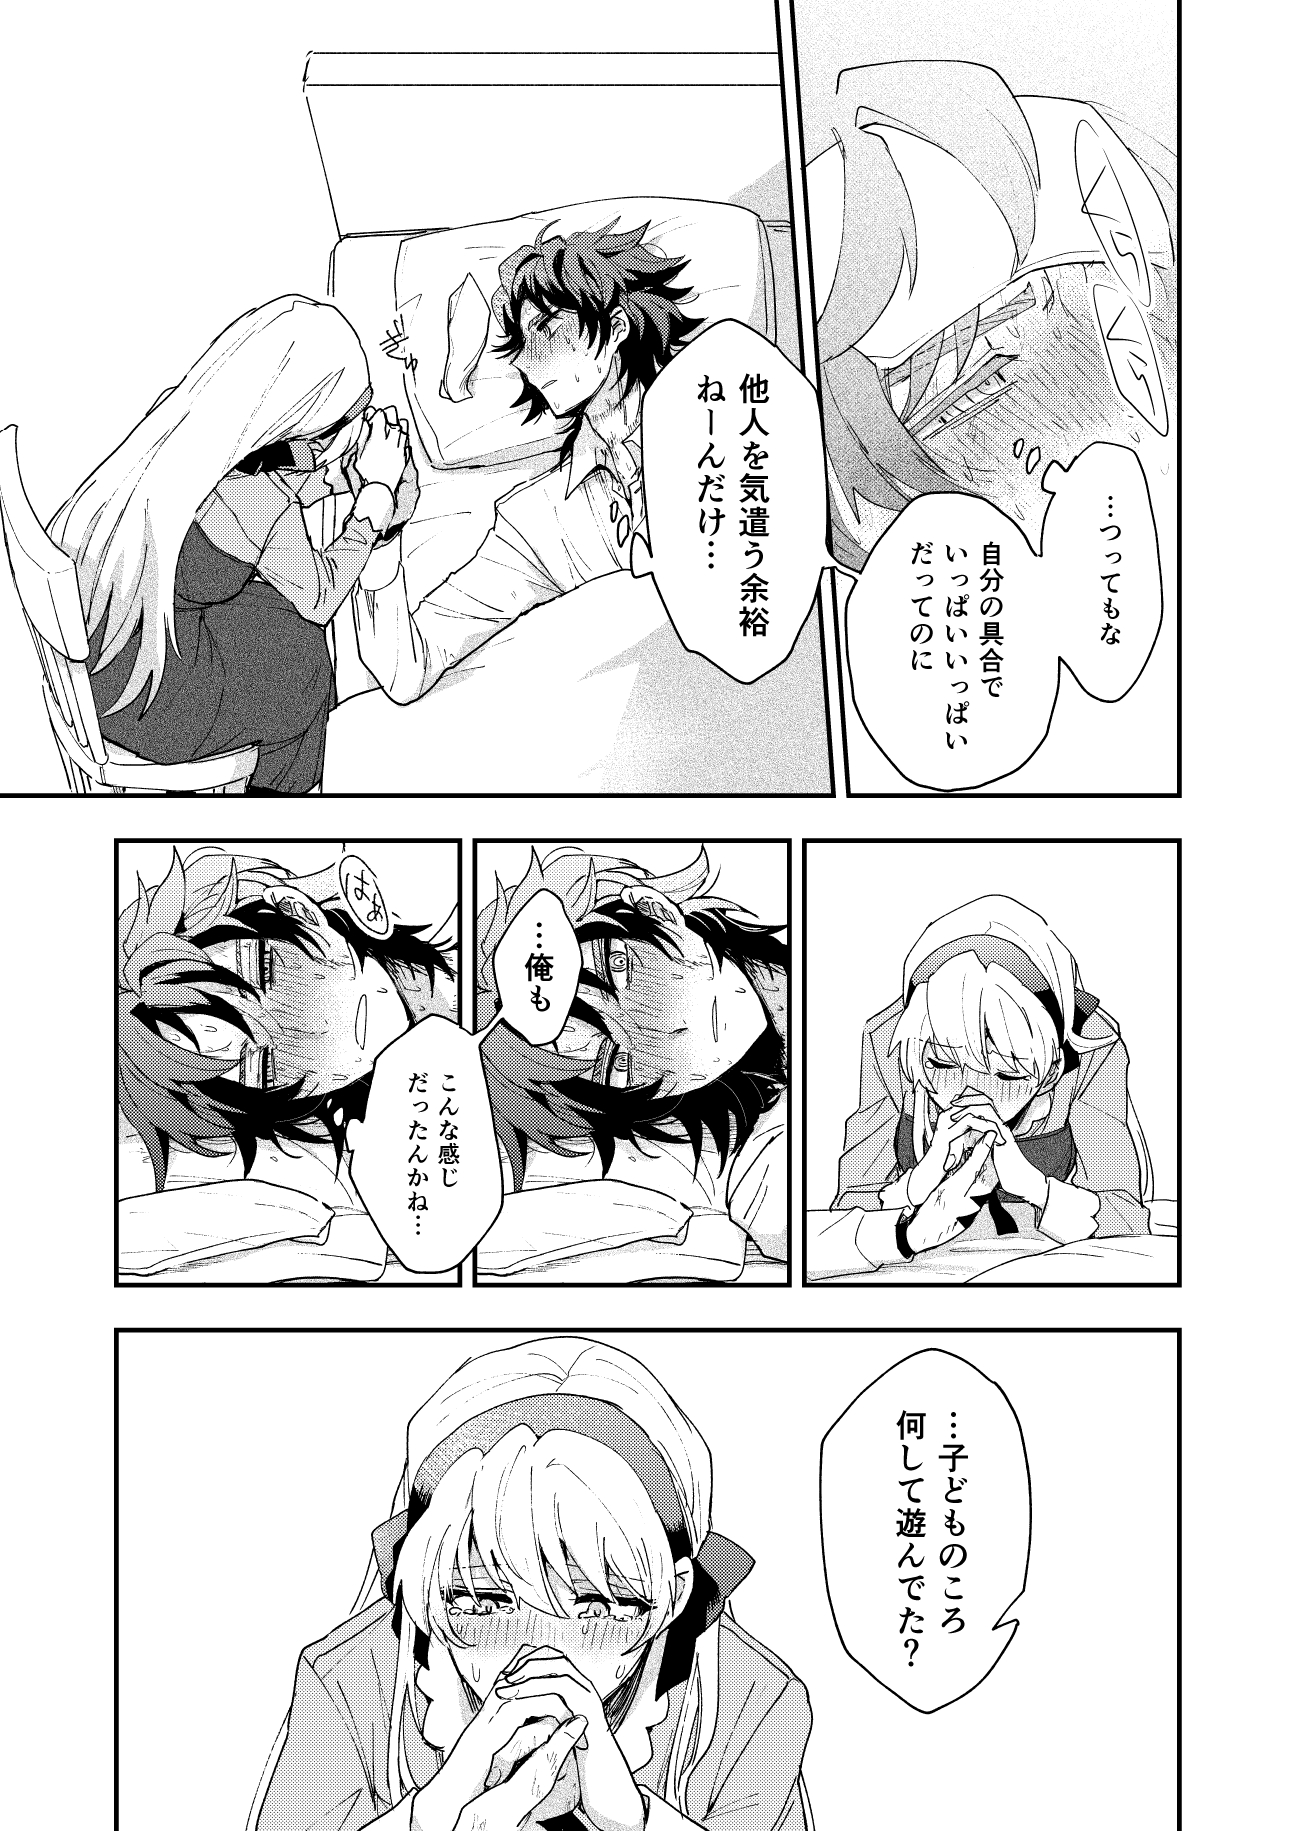 …つってもな
自分の具合で
いっぱいいっぱい
だってのに
他人を気遣う余裕
ねーんだけ…
ぎゅ
…俺も
こんな感じ
だったんかね…
はぁ
…子どものころ
何して遊んでた？